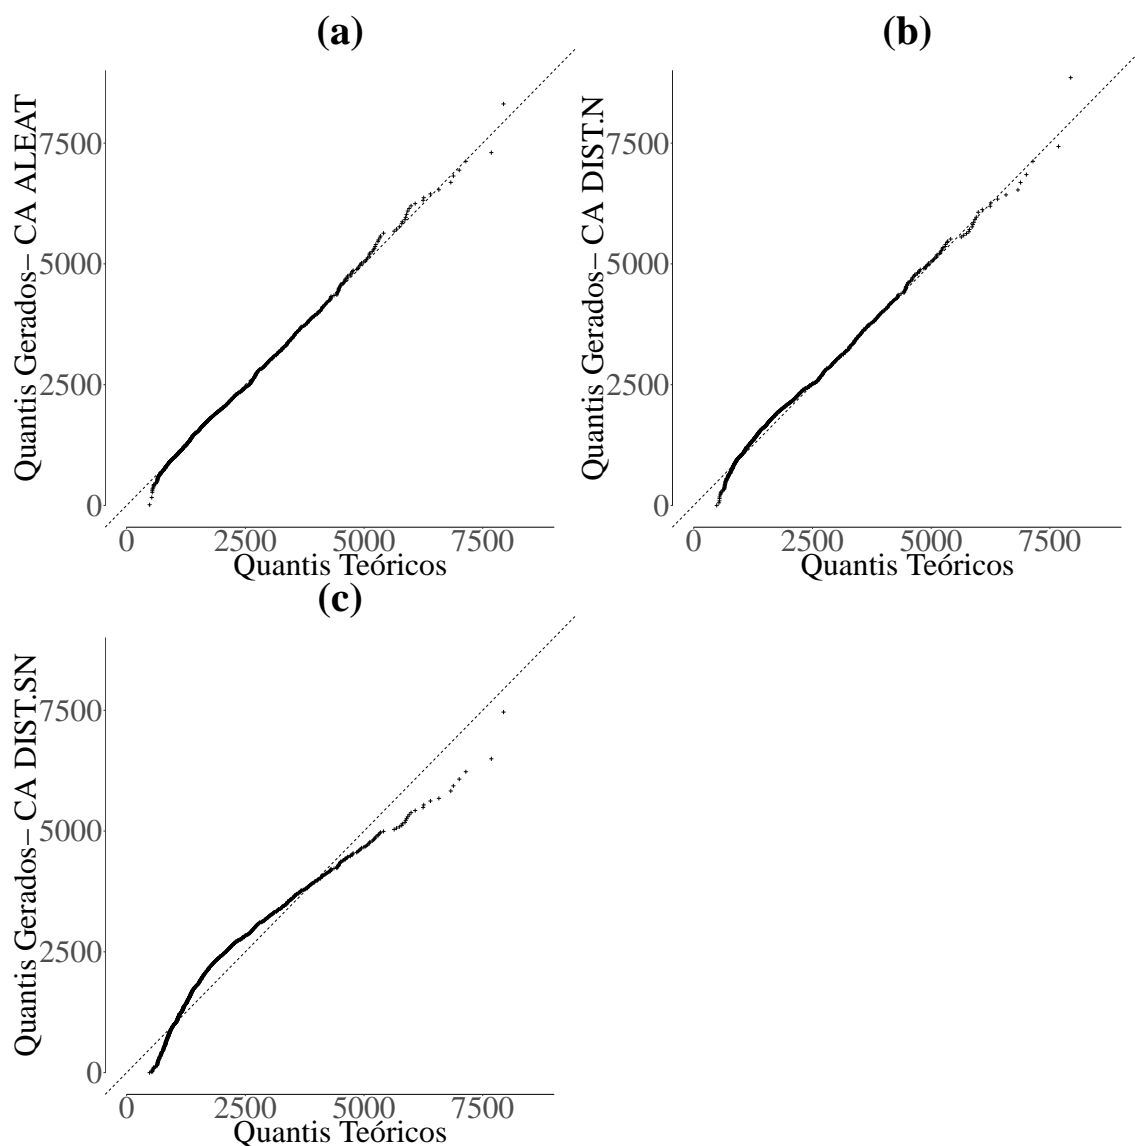 (a)
Quantis Gerados− CA ALEAT
7500
5000
2500
0
0 2500 5000 7500
Quantis Teóricos
(b)
Quantis Gerados− CA DIST.N
7500
5000
2500
0
0 2500 5000 7500
Quantis Teóricos
(c)
Quantis Gerados− CA DIST.SN
7500
5000
2500
0
0 2500 5000 7500
Quantis Teóricos